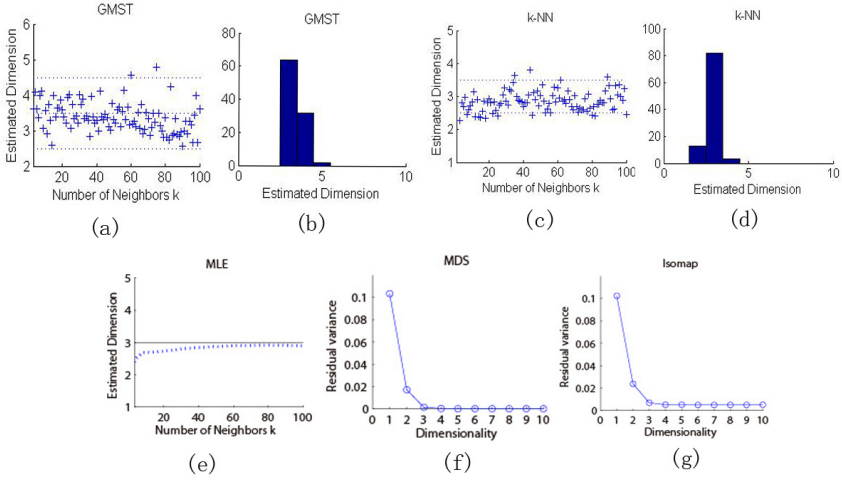 GMST
Estimated Dimension
6
5
4
3
2
20 40 60 80 100
Number of Neighbors k
(a)
GMST
80
60
40
20
0
0 5 10
Estimated Dimension
(b)
k-NN
Estimated Dimension
5
4
3
2
1
20 40 60 80 100
Number of Neighbors k
(c)
k-NN
100
80
60
40
20
0
0 5 10
Estimated Dimension
(d)
MLE
Estimated Dimension
5
4
3
2
1
20 40 60 80 100
Number of Neighbors k
(e)
MDS
Residual variance
0.1
0.08
0.06
0.04
0.02
0
0 1 2 3 4 5 6 7 8 9 10
Dimensionality
(f)
Isomap
Residual variance
0.1
0.08
0.06
0.04
0.02
0
0 1 2 3 4 5 6 7 8 9 10
Dimensionality
(g)